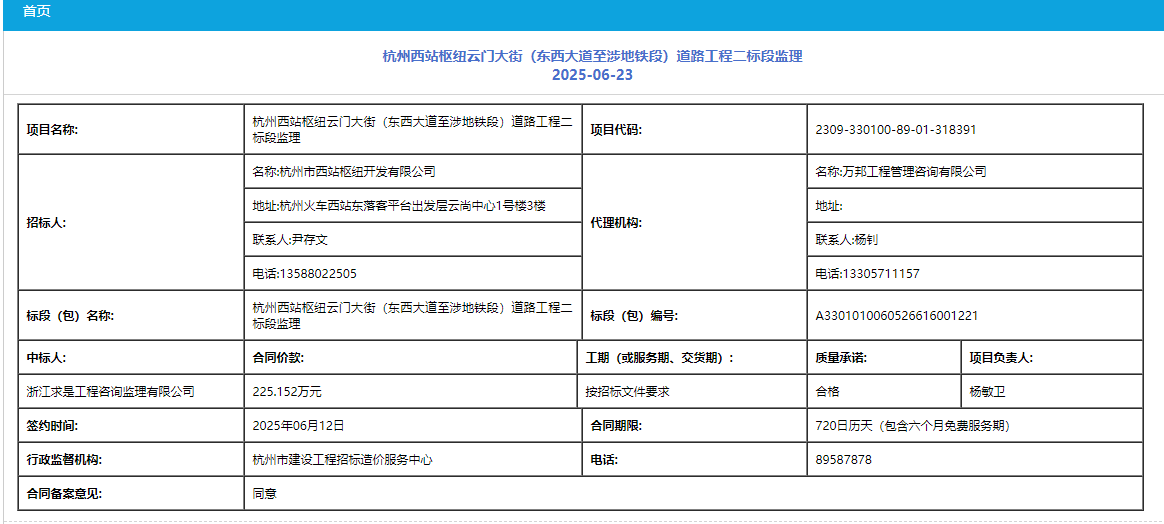 首页
杭州西站枢纽云门大街（东西大道至涉地铁段）道路工程二标段监理
2025-06-23
项目名称:
杭州西站枢纽云门大街（东西大道至涉地铁段）道路工程二
标段监理
项目代码:
2309-330100-89-01-318391
招标人:
名称:杭州市西站枢纽开发有限公司
地址:杭州火车西站东落客平台出发层云尚中心1号楼3楼
联系人:尹存文
电话:13588022505
代理机构:
名称:万邦工程管理咨询有限公司
地址:
联系人:杨钊
电话:13305711157
标段（包）名称:
杭州西站枢纽云门大街（东西大道至涉地铁段）道路工程二
标段监理
标段（包）编号:
A3301010060526616001221
中标人:
合同价款:
工期（或服务期、交货期）:
质量承诺:
项目负责人:
浙江求是工程咨询监理有限公司
225.152万元
按招标文件要求
合格
杨敏卫
签约时间:
2025年06月12日
合同期限:
720日历天（包含六个月免费服务期）
行政监督机构:
杭州市建设工程招标造价服务中心
电话:
89587878
合同备案意见:
同意